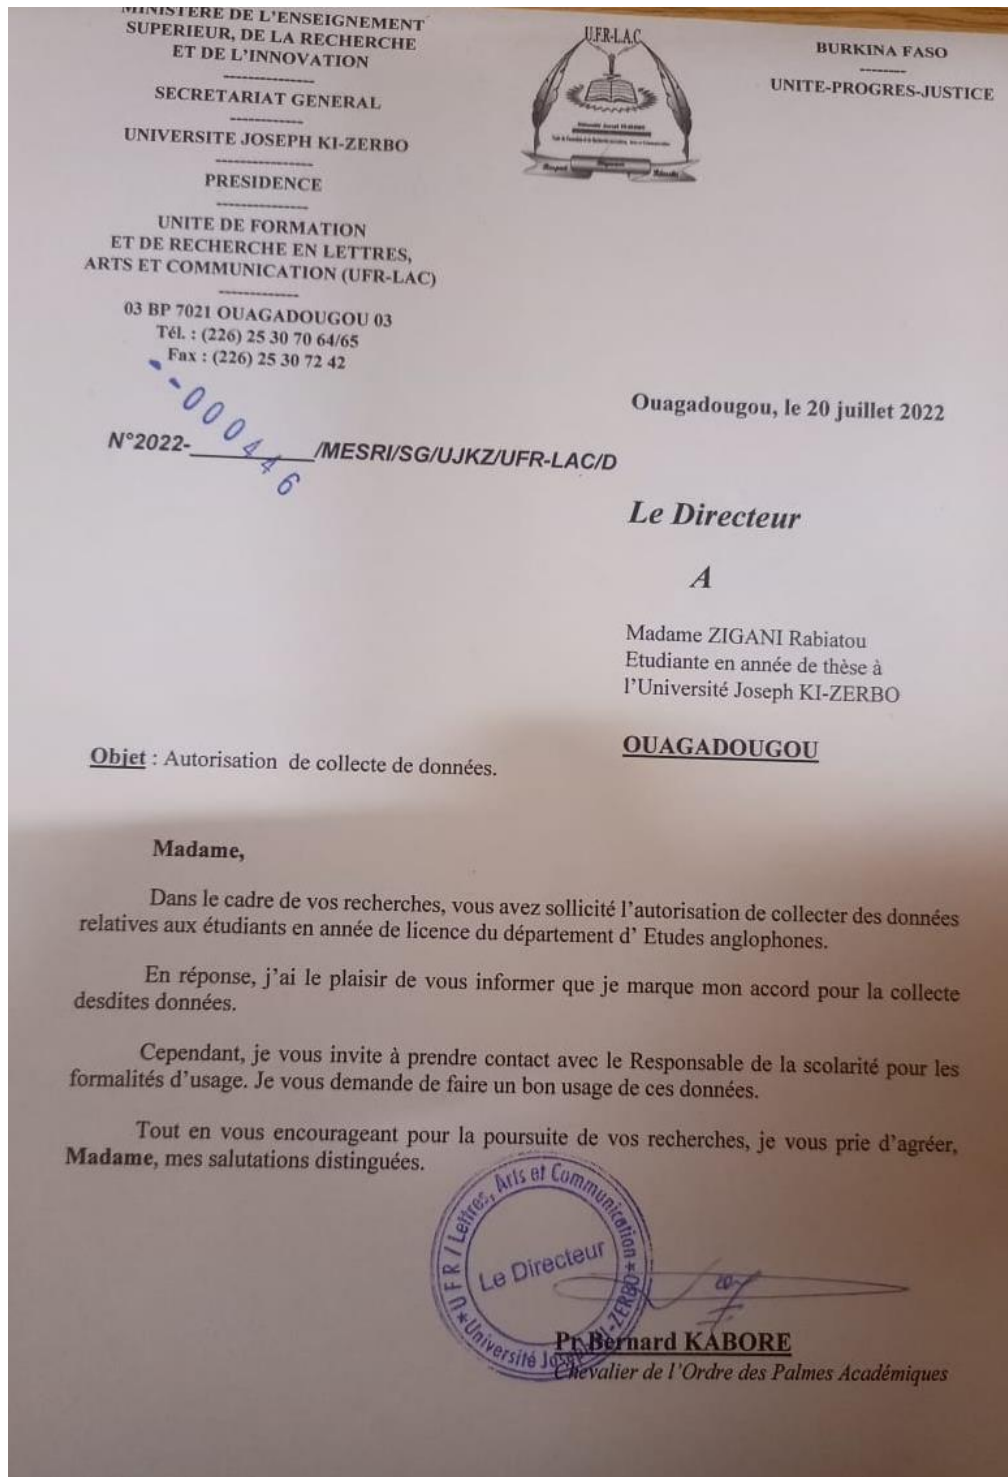 MINISTERE DE L'ENSEIGNEMENT
SUPERIEUR, DE LA RECHERCHE
ET DE L'INNOVATION
---------------
SECRETARIAT GENERAL
------------
UNIVERSITE JOSEPH KI-ZERBO
----------------
PRESIDENCE
---------------
UNITE DE FORMATION
ET DE RECHERCHE EN LETTRES,
ARTS ET COMMUNICATION (UFR-LAC)
-------------
03 BP 7021 OUAGADOUGOU 03
Tél. : (226) 25 30 70 64/65
Fax : (226) 25 30 72 42
U.F.R-L.A.C.
BURKINA FASO
--------
UNITE-PROGRES-JUSTICE
Ouagadougou, le 20 juillet 2022
--000446
N°2022-__________/MESRI/SG/UJKZ/UFR-LAC/D
Le Directeur
A
Madame ZIGANI Rabiatou
Etudiante en année de thèse à
l'Université Joseph KI-ZERBO
OUAGADOUGOU
Objet : Autorisation de collecte de données.
Madame,
Dans le cadre de vos recherches, vous avez sollicité l'autorisation de collecter des données
relatives aux étudiants en année de licence du département d' Etudes anglophones.
En réponse, j'ai le plaisir de vous informer que je marque mon accord pour la collecte
desdites données.
Cependant, je vous invite à prendre contact avec le Responsable de la scolarité pour les
formalités d'usage. Je vous demande de faire un bon usage de ces données.
Tout en vous encourageant pour la poursuite de vos recherches, je vous prie d'agréer,
Madame, mes salutations distinguées.
UFR / Lettres, Arts et Communication
Le Directeur
Université Joseph KI-ZERBO
Pr Bernard KABORE
Chevalier de l'Ordre des Palmes Académiques